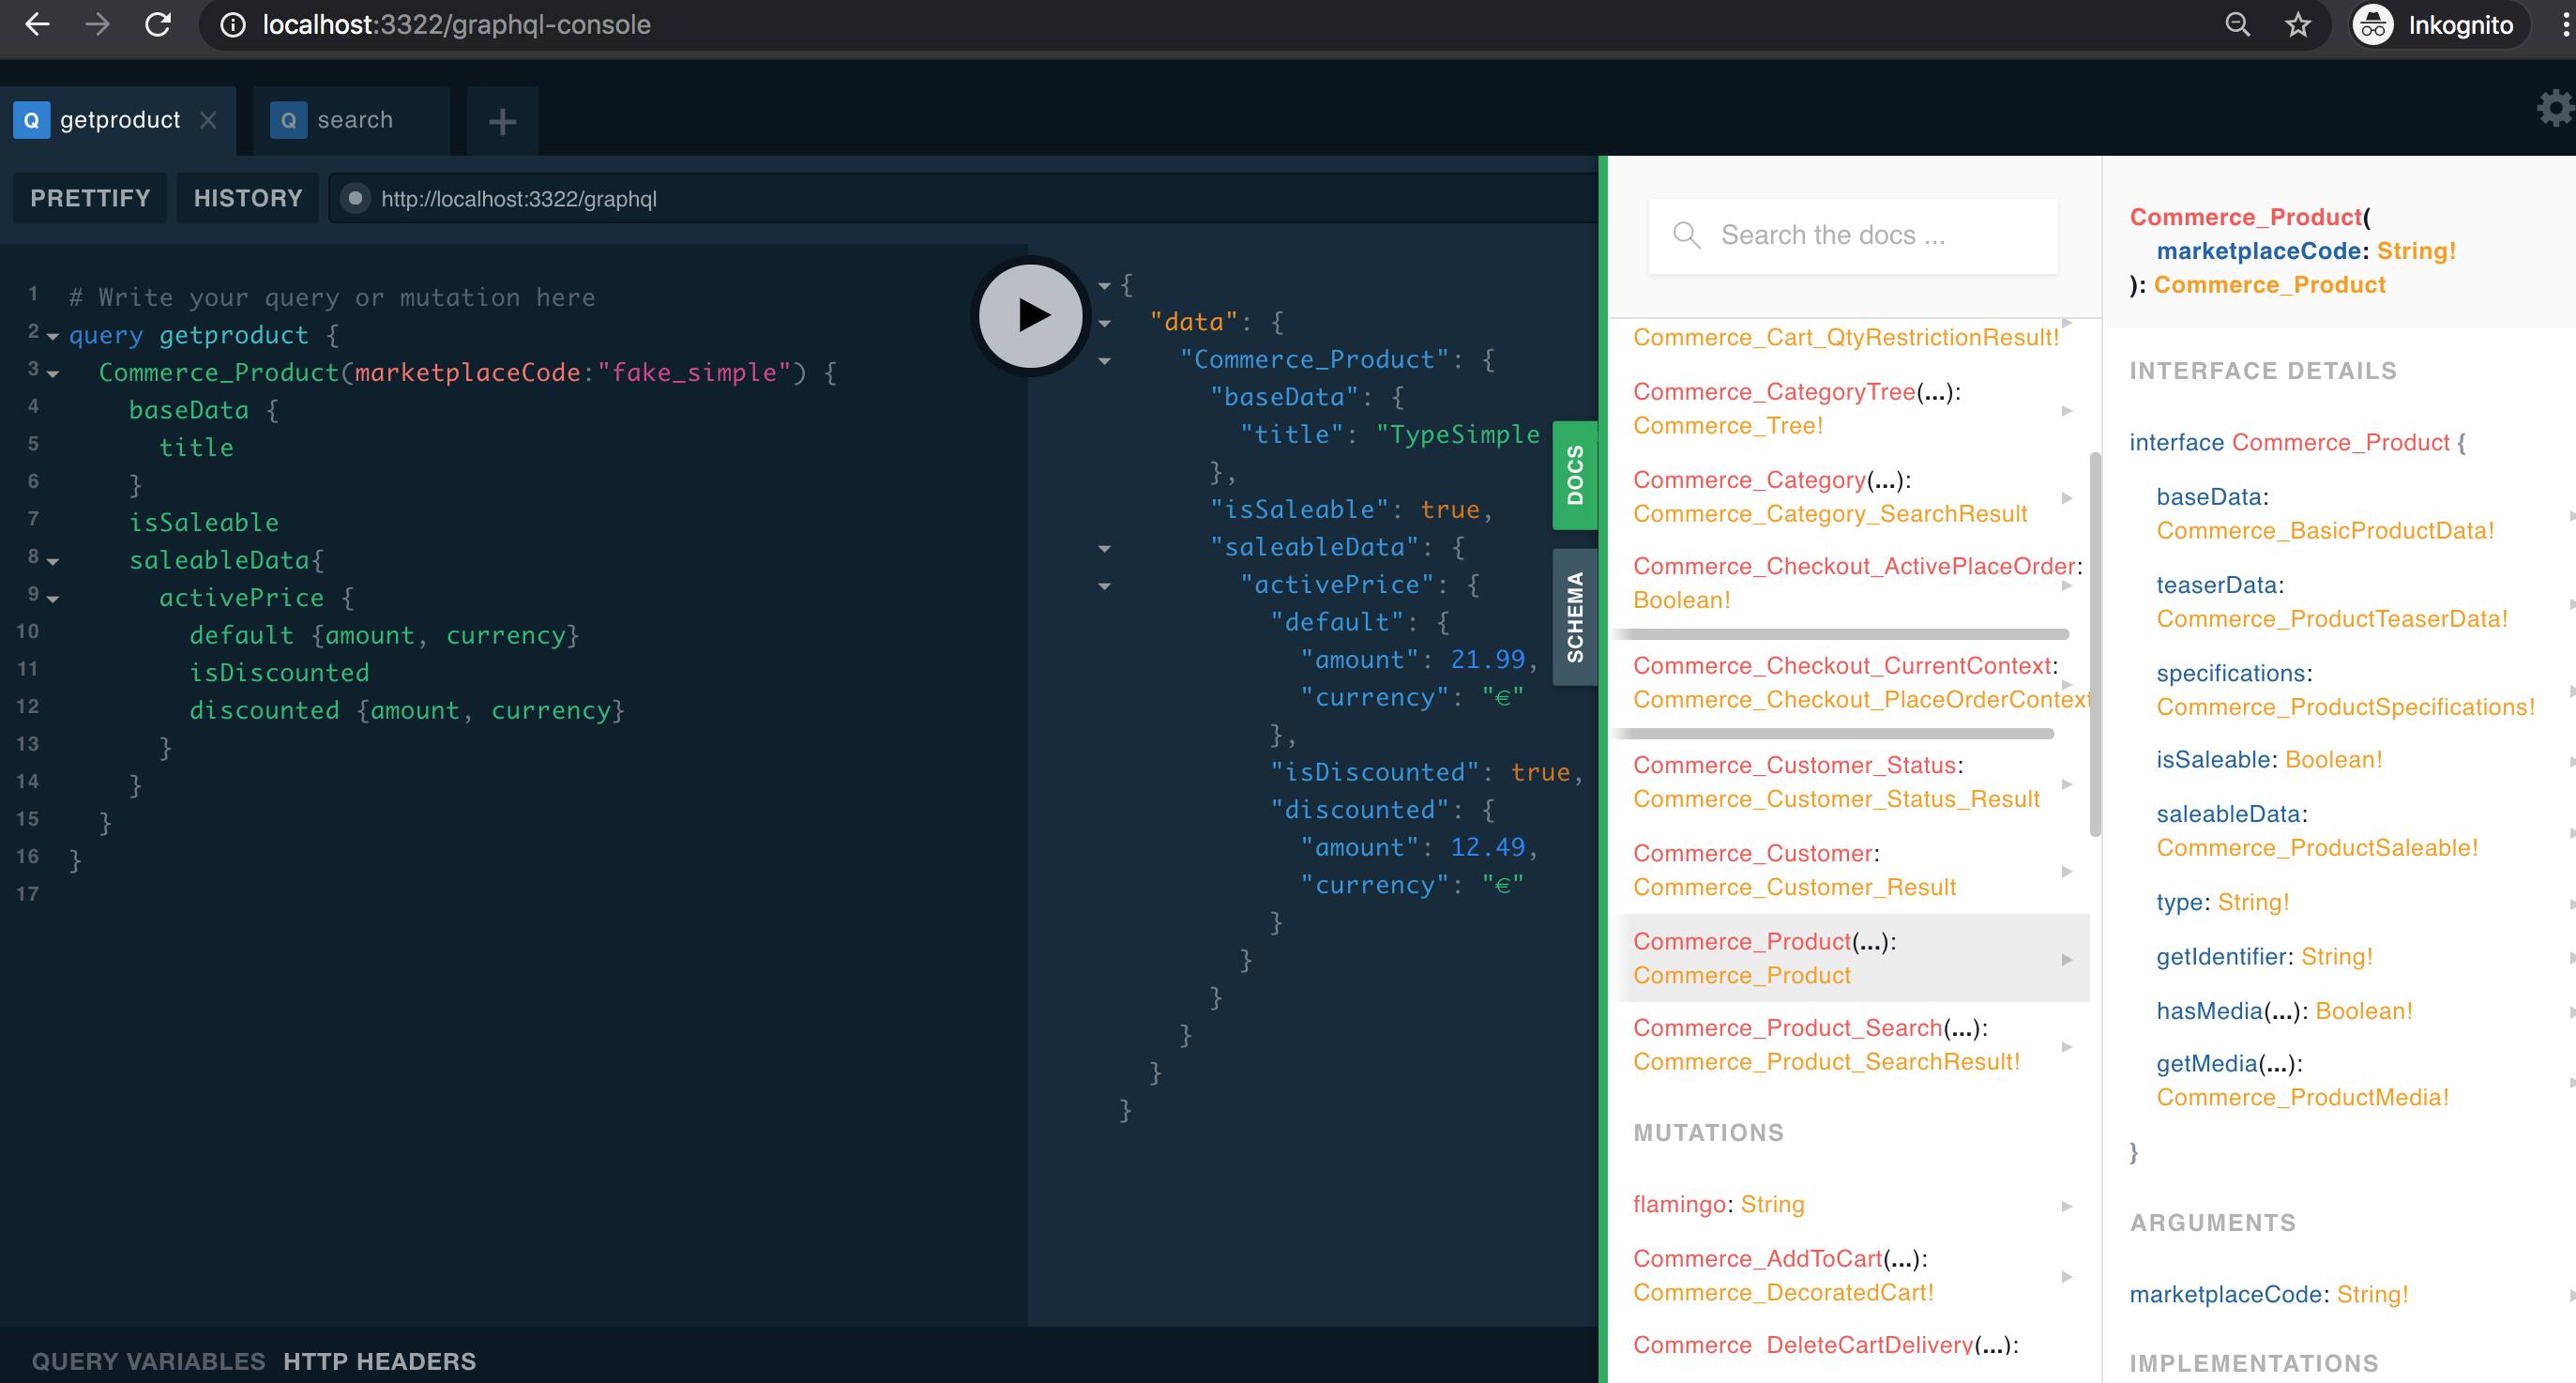 localhost:3322/graphql-console
Inkognito
Q getproduct
Q search
PRETTIFY
HISTORY
http://localhost:3322/graphql
1 # Write your query or mutation here
2 query getproduct {
3 Commerce_Product(marketplaceCode:"fake_simple") {
4 baseData {
5 title
6 }
7 isSaleable
8 saleableData{
9 activePrice {
10 default {amount, currency}
11 isDiscounted
12 discounted {amount, currency}
13 }
14 }
15 }
16 }
17
{
"data": {
"Commerce_Product": {
"baseData": {
"title": "TypeSimple
},
"isSaleable": true,
"saleableData": {
"activePrice": {
"default": {
"amount": 21.99,
"currency": "€"
},
"isDiscounted": true,
"discounted": {
"amount": 12.49,
"currency": "€"
}
}
}
}
}
}
DOCS
SCHEMA
QUERY VARIABLES
HTTP HEADERS
Search the docs ...
Commerce_Cart_QtyRestrictionResult!
Commerce_CategoryTree(...):
Commerce_Tree!
Commerce_Category(...):
Commerce_Category_SearchResult
Commerce_Checkout_ActivePlaceOrder:
Boolean!
Commerce_Checkout_CurrentContext:
Commerce_Checkout_PlaceOrderContext
Commerce_Customer_Status:
Commerce_Customer_Status_Result
Commerce_Customer:
Commerce_Customer_Result
Commerce_Product(...):
Commerce_Product
Commerce_Product_Search(...):
Commerce_Product_SearchResult!
MUTATIONS
flamingo: String
Commerce_AddToCart(...):
Commerce_DecoratedCart!
Commerce_DeleteCartDelivery(...):
Commerce_Product(
marketplaceCode: String!
): Commerce_Product
INTERFACE DETAILS
interface Commerce_Product {
baseData:
Commerce_BasicProductData!
teaserData:
Commerce_ProductTeaserData!
specifications:
Commerce_ProductSpecifications!
isSaleable: Boolean!
saleableData:
Commerce_ProductSaleable!
type: String!
getIdentifier: String!
hasMedia(...): Boolean!
getMedia(...):
Commerce_ProductMedia!
}
ARGUMENTS
marketplaceCode: String!
IMPLEMENTATIONS